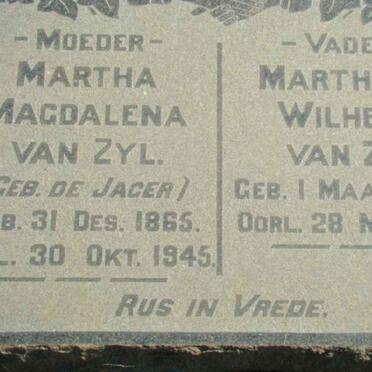 - MOEDER -
MARTHA
MAGDALENA
VAN ZYL.
GEB. DE JAGER)
B. 31 DES. 1865.
L. 30 OKT. 1945.
- VADE
MARTH
WILHE
VAN Z
GEB. 1 MAA
OORL. 28 
RUS IN VREDE.